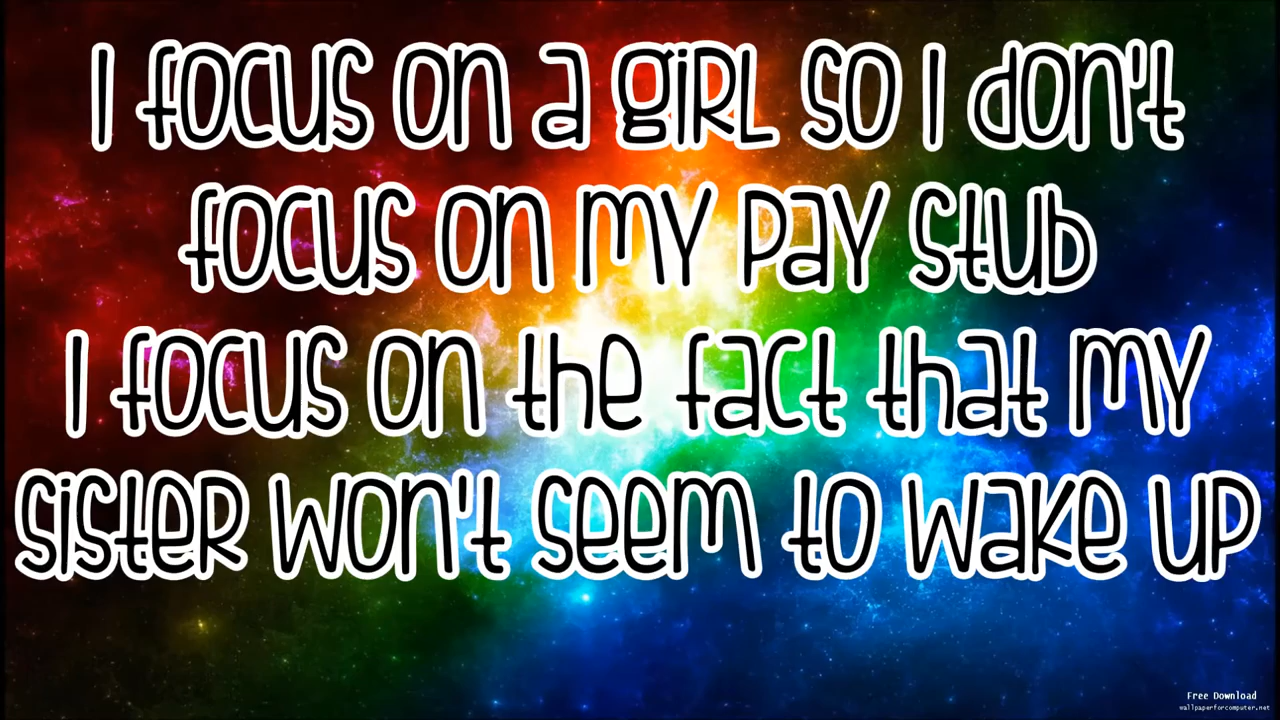 I focus on a girl so I don't
focus on my pay stub
I focus on the fact that my
sister won't seem to wake up
Free Download
wallpaperforcomputer.net